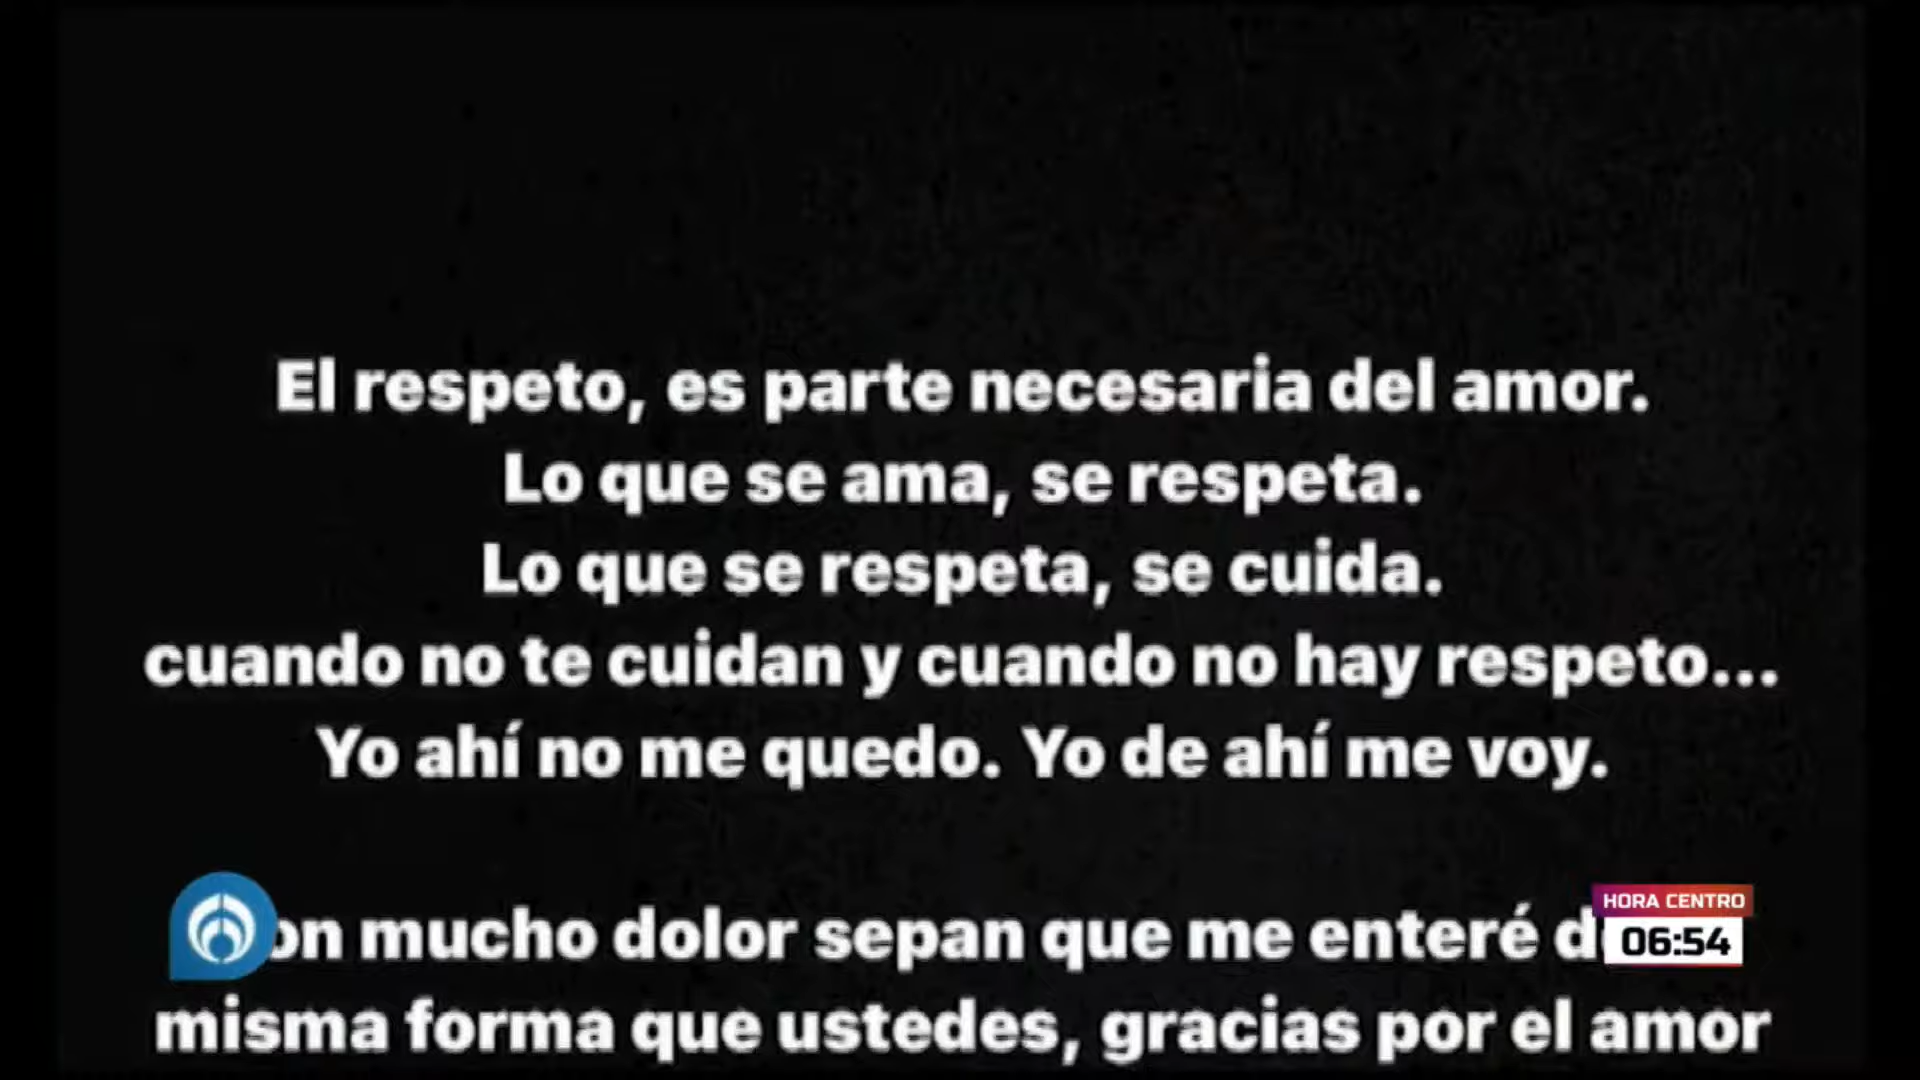 El respeto, es parte necesaria del amor.
Lo que se ama, se respeta.
Lo que se respeta, se cuida.
cuando no te cuidan y cuando no hay respeto...
Yo ahí no me quedo. Yo de ahí me voy.
mucho dolor sepan que me enteré
misma forma que ustedes, gracias por el amor
HORA CENTRO
06:54